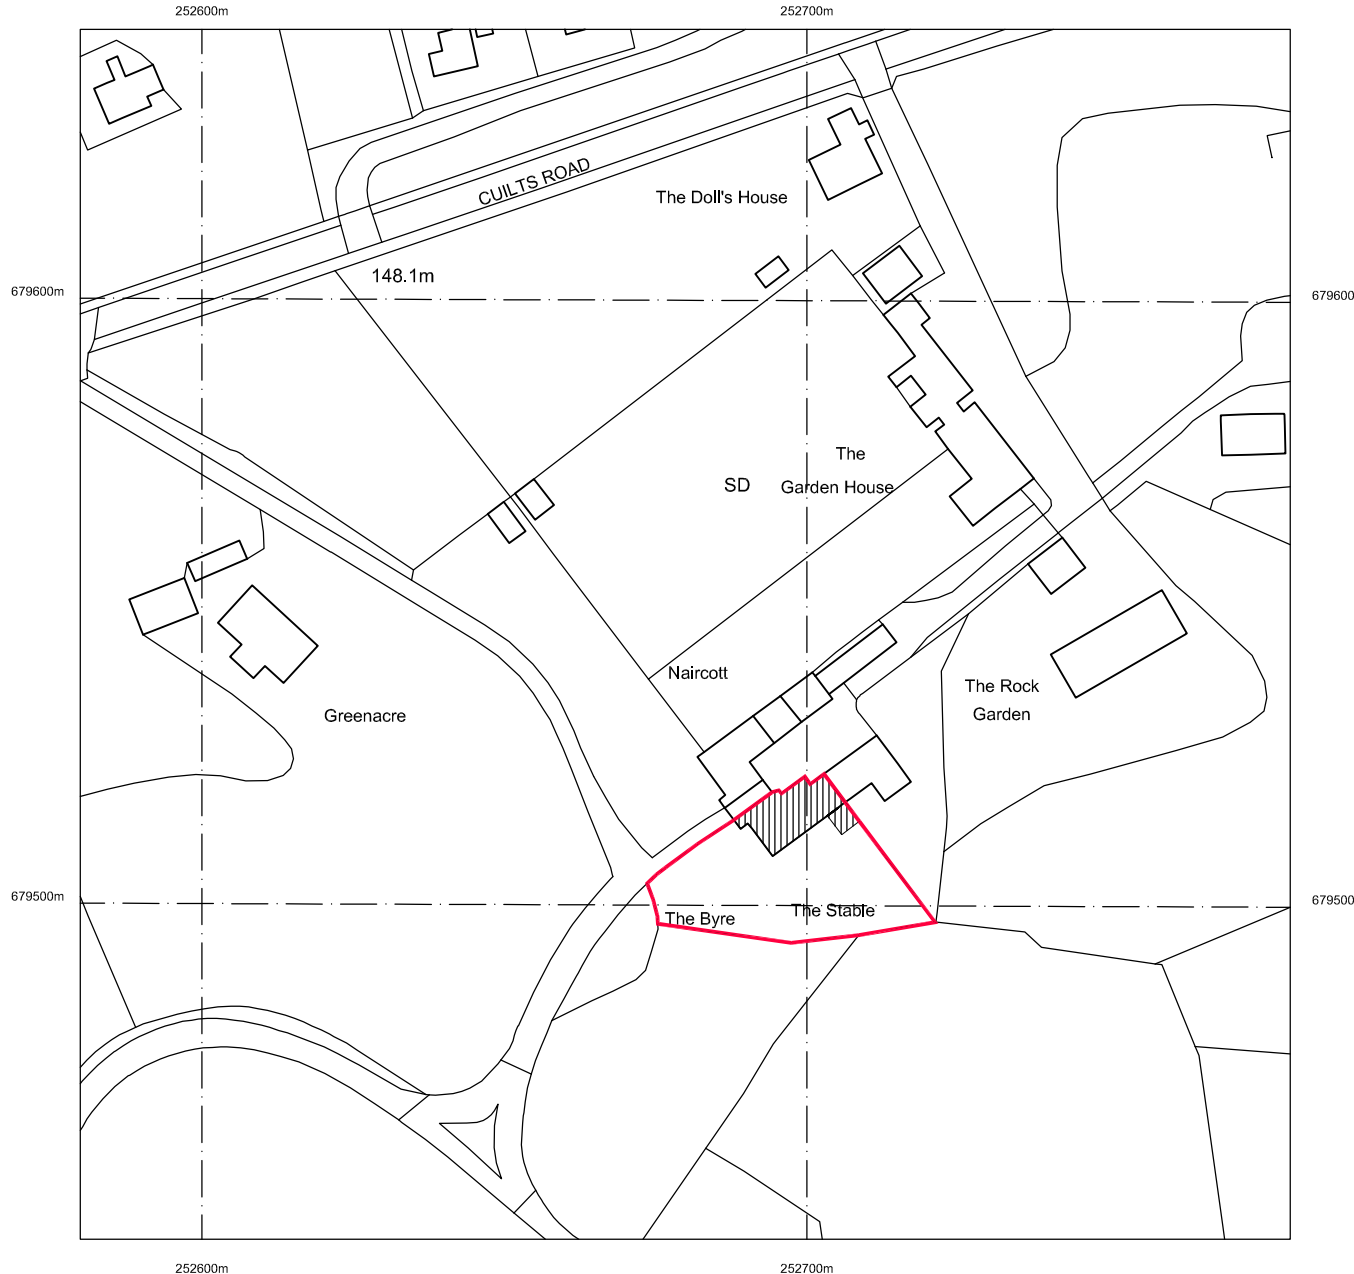 252600m
252700m
CUILTS ROAD
The Doll's House
148.1m
679600m
679600
The
SD
Garden House
Naircott
The Rock
Garden
Greenacre
679500m
679500
The Byre
The Stable
252600m
252700m